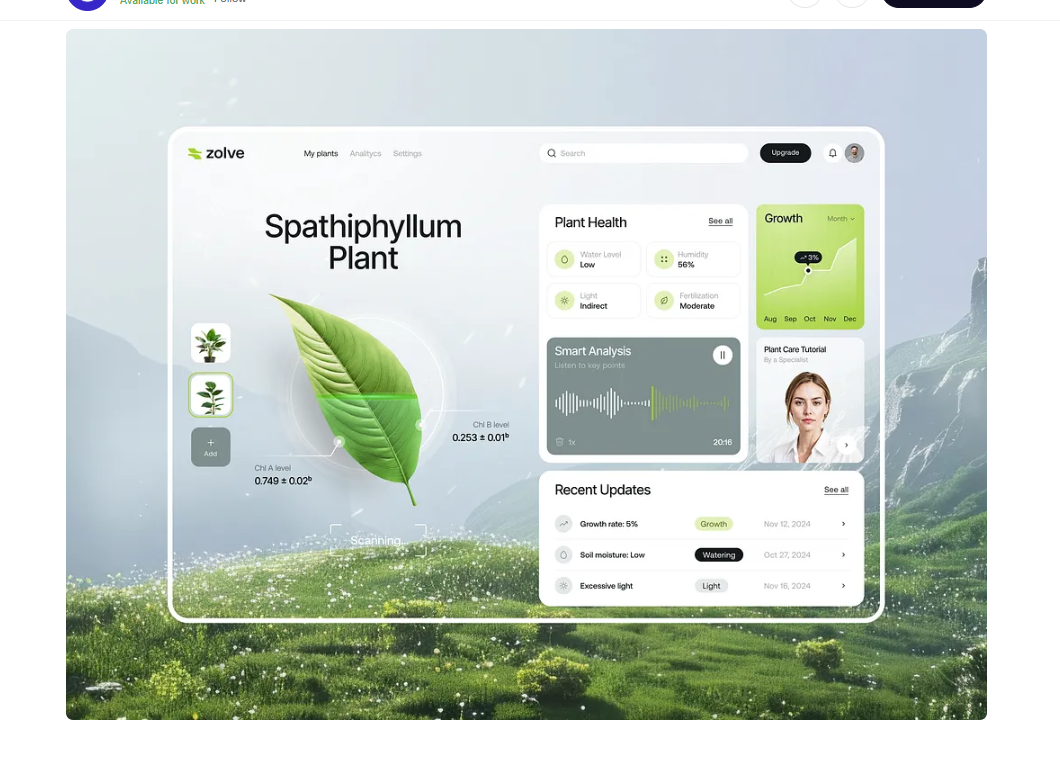 Available for work
Follow
zolve
My plants
Analitycs
Settings
Search
Upgrade
Spathiphyllum
Plant
Add
Chl A level
0.749 ± 0.02ᵇ
Chl B level
0.253 ± 0.01ᵇ
Scanning...
Plant Health
See all
Water Level
Low
Humidity
56%
Light
Indirect
Fertilization
Moderate
Growth
Month
3%
Aug Sep Oct Nov Dec
Smart Analysis
Listen to key points
1x
20:16
Plant Care Tutorial
By a Specialist
Recent Updates
See all
Growth rate: 5%
Growth
Nov 12, 2024
Soil moisture: Low
Watering
Oct 27, 2024
Excessive light
Light
Nov 16, 2024